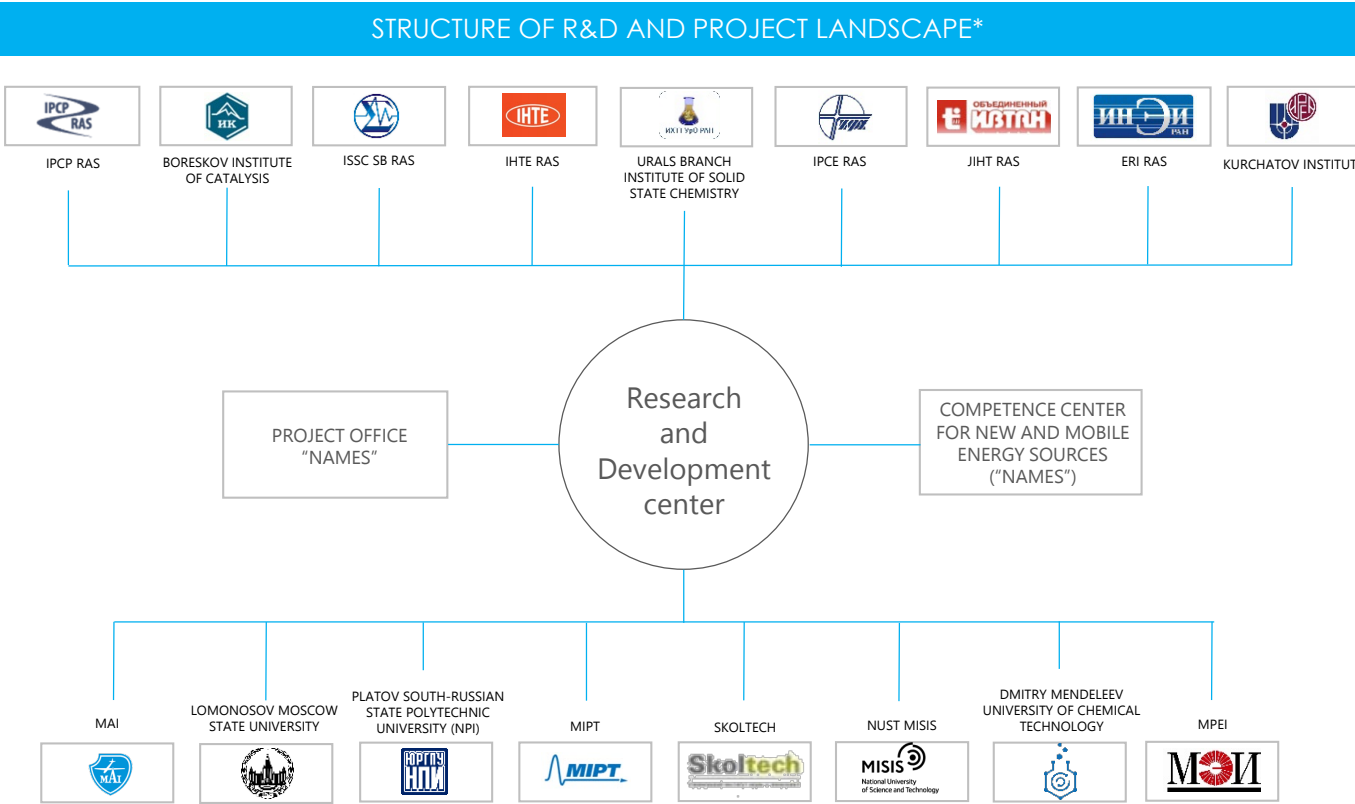 STRUCTURE OF R&D AND PROJECT LANDSCAPE*
IPCP
RAS
ИК
IHTE
ИХТТ УрО РАН
ОБЪЕДИНЕННЫЙ
ИВТАН
ИНЭИ
РАН
IPCP RAS
BORESKOV INSTITUTE
OF CATALYSIS
ISSC SB RAS
IHTE RAS
URALS BRANCH
INSTITUTE OF SOLID
STATE CHEMISTRY
IPCE RAS
JIHT RAS
ERI RAS
KURCHATOV INSTITUT
PROJECT OFFICE
“NAMES”
Research
and
Development
center
COMPETENCE CENTER
FOR NEW AND MOBILE
ENERGY SOURCES
(“NAMES”)
MAI
LOMONOSOV MOSCOW
STATE UNIVERSITY
PLATOV SOUTH-RUSSIAN
STATE POLYTECHNIC
UNIVERSITY (NPI)
MIPT
SKOLTECH
NUST MISIS
DMITRY MENDELEEV
UNIVERSITY OF CHEMICAL
TECHNOLOGY
MPEI
МАІ
ЮРГПУ
НПИ
MIPT
Skoltech
MISIS
National University
of Science and Technology
МЭИ